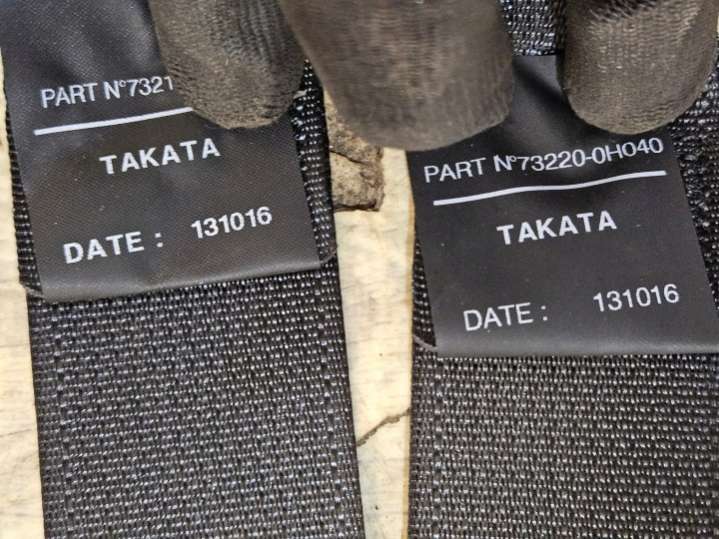 PART N°7321
TAKATA
DATE : 131016
PART N°73220-0H040
TAKATA
DATE : 131016